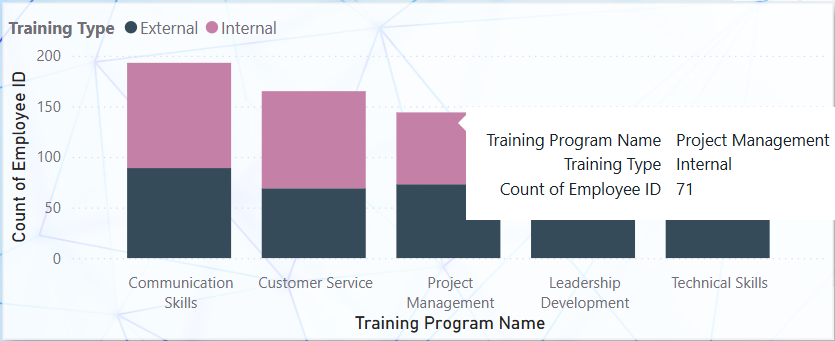 Training Type External Internal
Count of Employee ID
200
150
100
50
0
Training Program Name Project Management
Training Type Internal
Count of Employee ID 71
Communication Skills
Customer Service
Project Management
Leadership Development
Technical Skills
Training Program Name